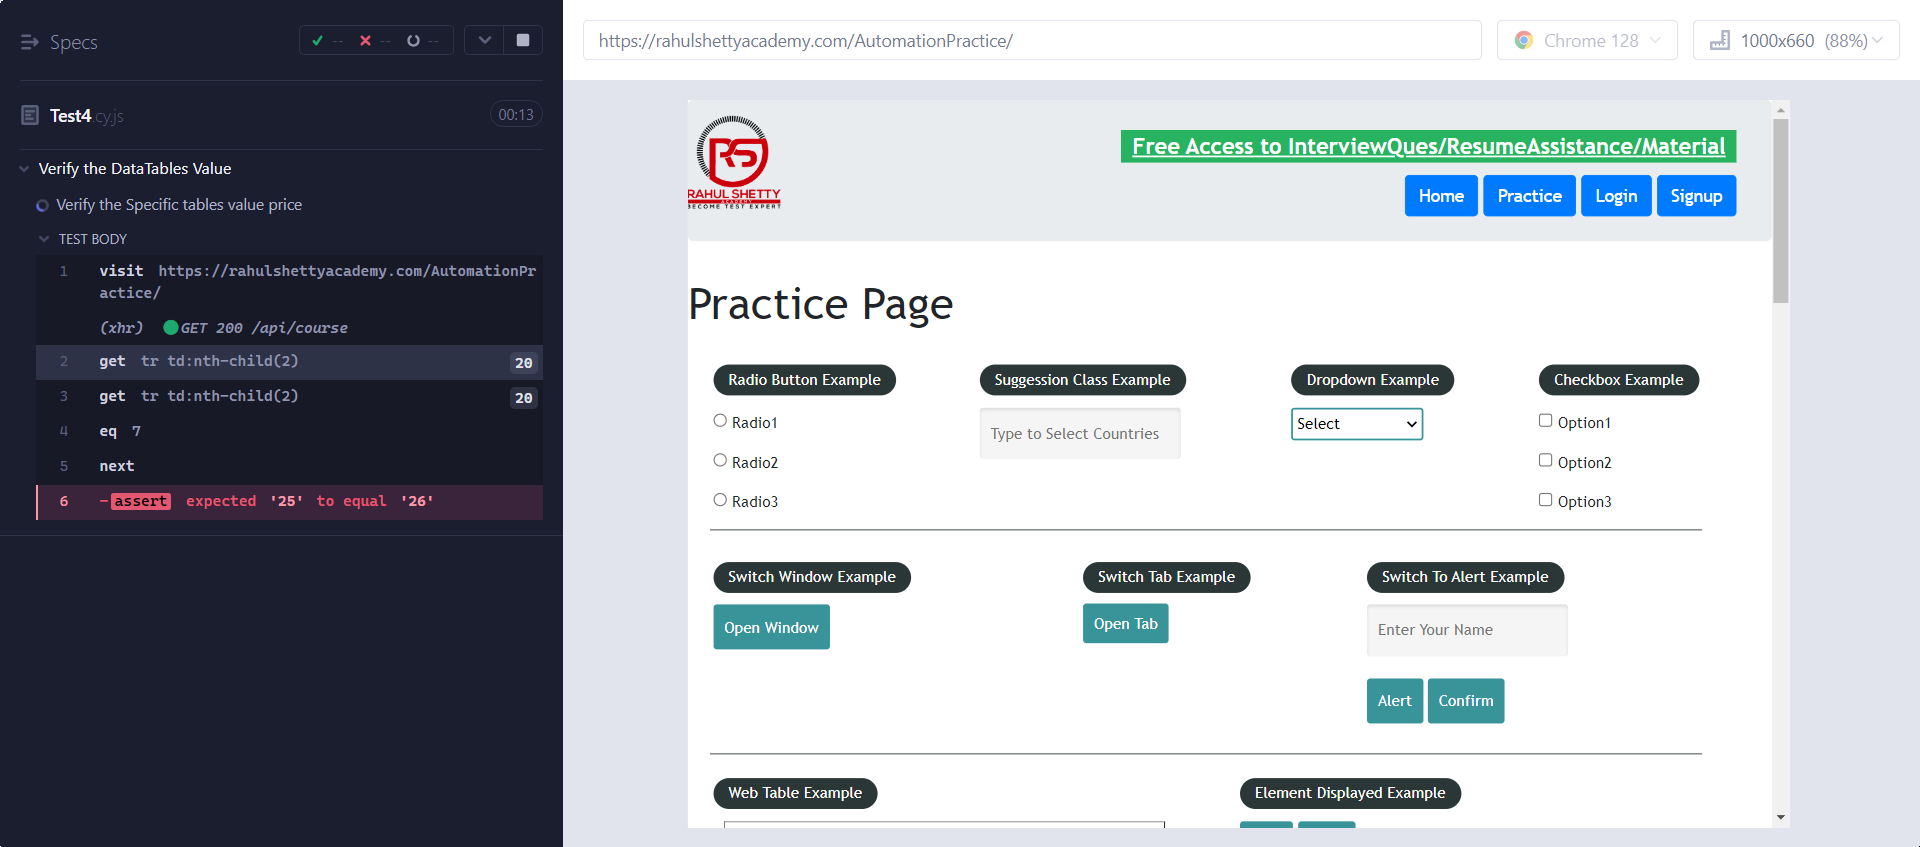 Specs
-- -- --
https://rahulshettyacademy.com/AutomationPractice/
Chrome 128
1000x660 (88%)
Test4.cy.js
00:13
Verify the DataTables Value
Verify the Specific tables value price
TEST BODY
1 visit https://rahulshettyacademy.com/AutomationPr
actice/
(xhr) GET 200 /api/course
2 get tr td:nth-child(2) 20
3 get tr td:nth-child(2) 20
4 eq 7
5 next
6 -assert expected '25' to equal '26'
RS
RAHUL SHETTY
ACADEMY
BECOME TEST EXPERT
Free Access to InterviewQues/ResumeAssistance/Material
Home Practice Login Signup
Practice Page
Radio Button Example Suggession Class Example Dropdown Example Checkbox Example
Radio1 Type to Select Countries Select Option1
Radio2 Option2
Radio3 Option3
Switch Window Example Switch Tab Example Switch To Alert Example
Open Window Open Tab Enter Your Name
Alert Confirm
Web Table Example Element Displayed Example